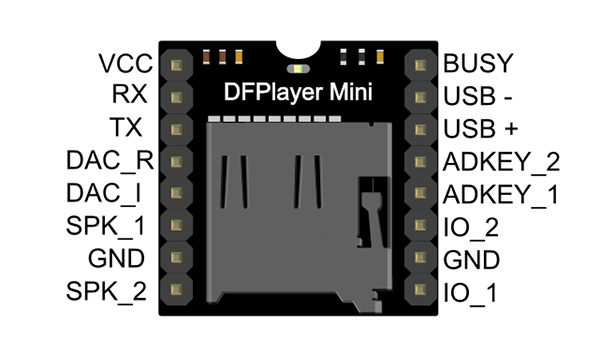 VCC
RX
TX
DAC_R
DAC_I
SPK_1
GND
SPK_2
DFPlayer Mini
BUSY
USB -
USB +
ADKEY_2
ADKEY_1
IO_2
GND
IO_1